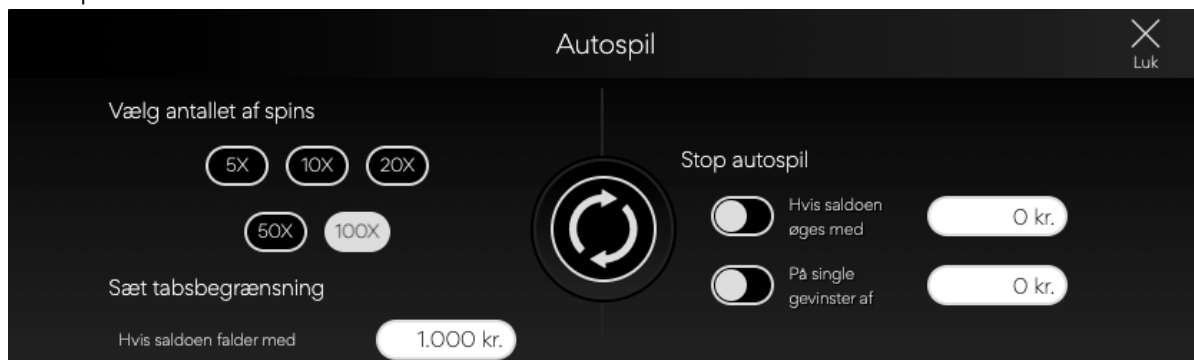 Autospil
Luk
Vælg antallet af spins
5X 10X 20X
50X 100X
Sæt tabsbegrænsning
Hvis saldoen falder med 1.000 kr.
Stop autospil
Hvis saldoen
øges med 0 kr.
På single
gevinster af 0 kr.